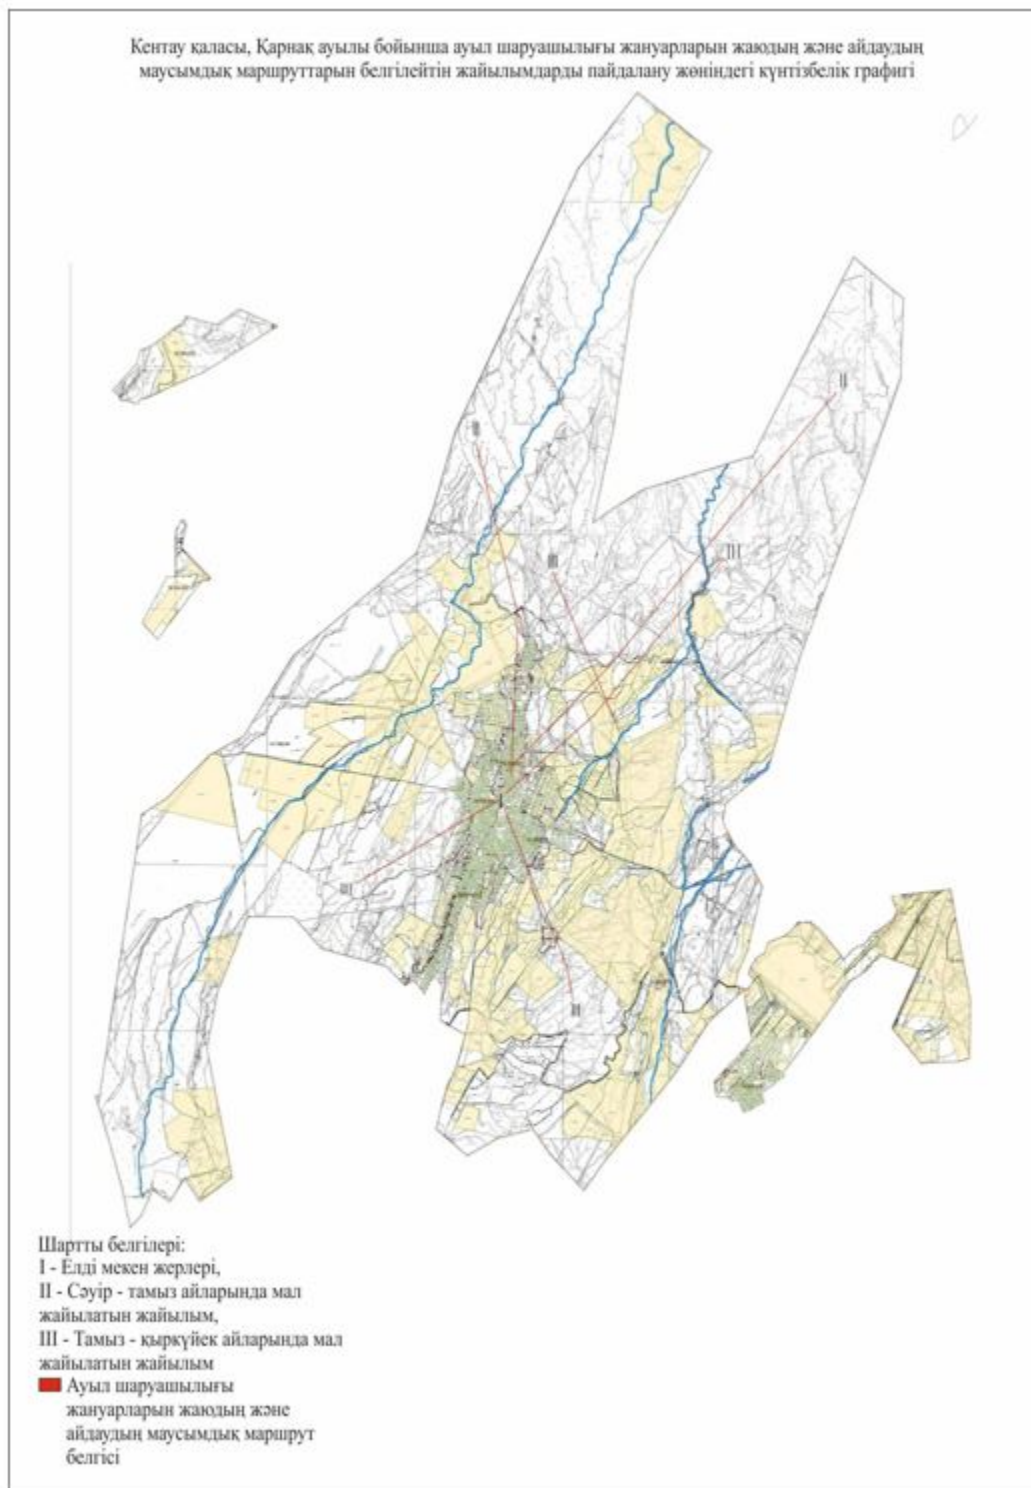 Кентау қаласы, Қарнақ ауылы бойынша ауыл шаруашылығы жануарларын жаюдың және айдаудың
маусымдық маршруттарын белгілейтін жайылымдарды пайдалану жөніндегі күнтізбелік графигі
II
III
III
III
I
III
Шартты белгілері:
I - Елді мекен жерлері,
II - Сәуір - тамыз айларында мал
жайылатын жайылым,
III - Тамыз - қыркүйек айларында мал
жайылатын жайылым
Ауыл шаруашылығы
жануарларын жаюдың және
айдаудың маусымдық маршрут
белгісі